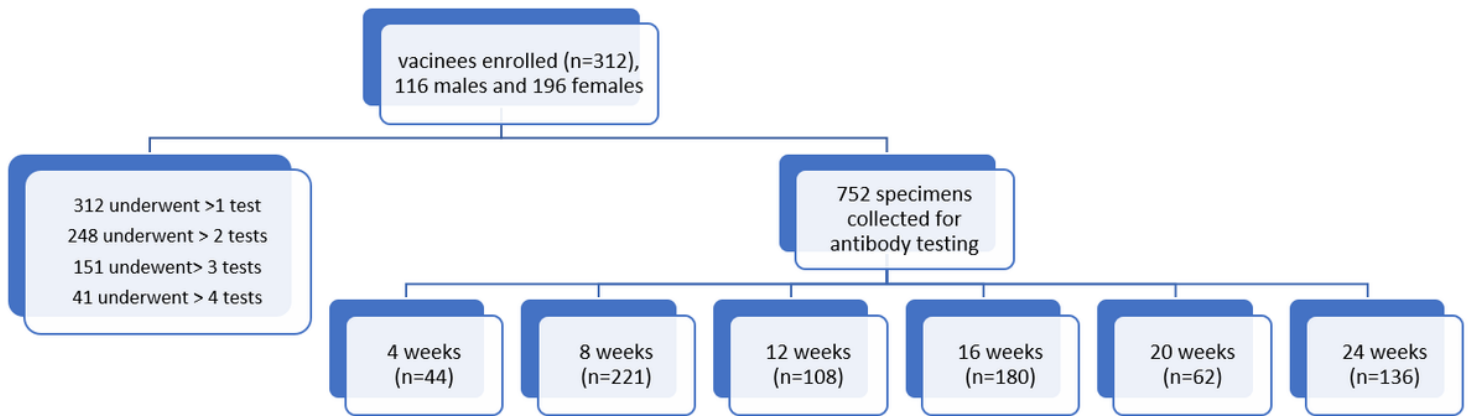 vacinees enrolled (n=312),
116 males and 196 females
312 underwent >1 test
248 underwent > 2 tests
151 undewent> 3 tests
41 underwent > 4 tests
752 specimens
collected for
antibody testing
4 weeks
(n=44)
8 weeks
(n=221)
12 weeks
(n=108)
16 weeks
(n=180)
20 weeks
(n=62)
24 weeks
(n=136)